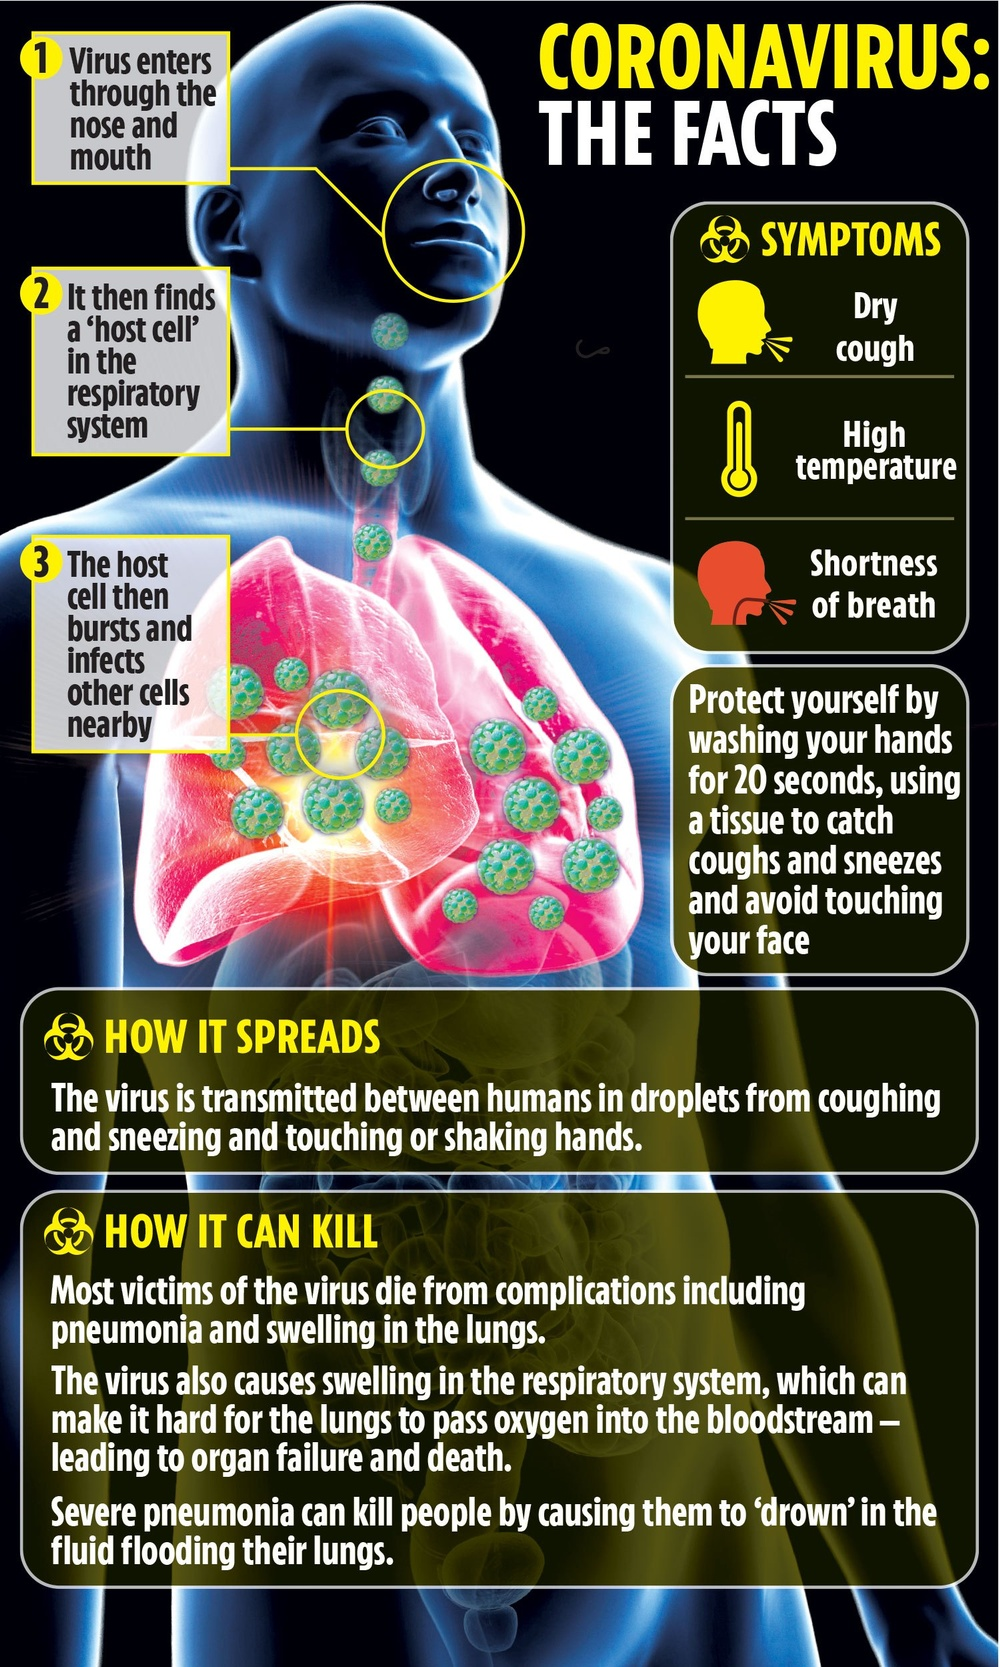 CORONAVIRUS:
THE FACTS
1
Virus enters
through the
nose and
mouth
2
It then finds
a ‘host cell’
in the
respiratory
system
3
The host
cell then
bursts and
infects
other cells
nearby
SYMPTOMS
Dry
cough
High
temperature
Shortness
of breath
Protect yourself by
washing your hands
for 20 seconds, using
a tissue to catch
coughs and sneezes
and avoid touching
your face
HOW IT SPREADS
The virus is transmitted between humans in droplets from coughing
and sneezing and touching or shaking hands.
HOW IT CAN KILL
Most victims of the virus die from complications including
pneumonia and swelling in the lungs.
The virus also causes swelling in the respiratory system, which can
make it hard for the lungs to pass oxygen into the bloodstream –
leading to organ failure and death.
Severe pneumonia can kill people by causing them to ‘drown’ in the
fluid flooding their lungs.